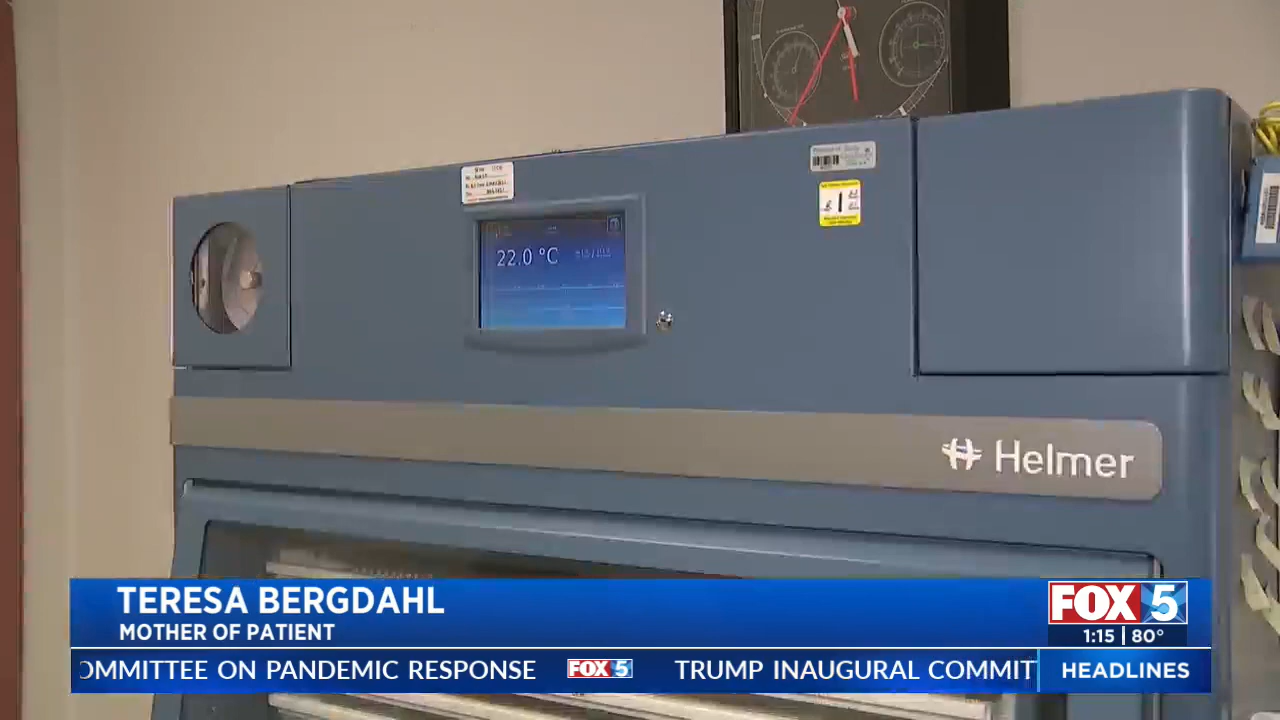 22.0 °C
1
Helmer
TERESA BERGDAHL
MOTHER OF PATIENT
FOX 5
1:15 | 80°
OMMITTEE ON PANDEMIC RESPONSE FOX 5 TRUMP INAUGURAL COMMIT
HEADLINES